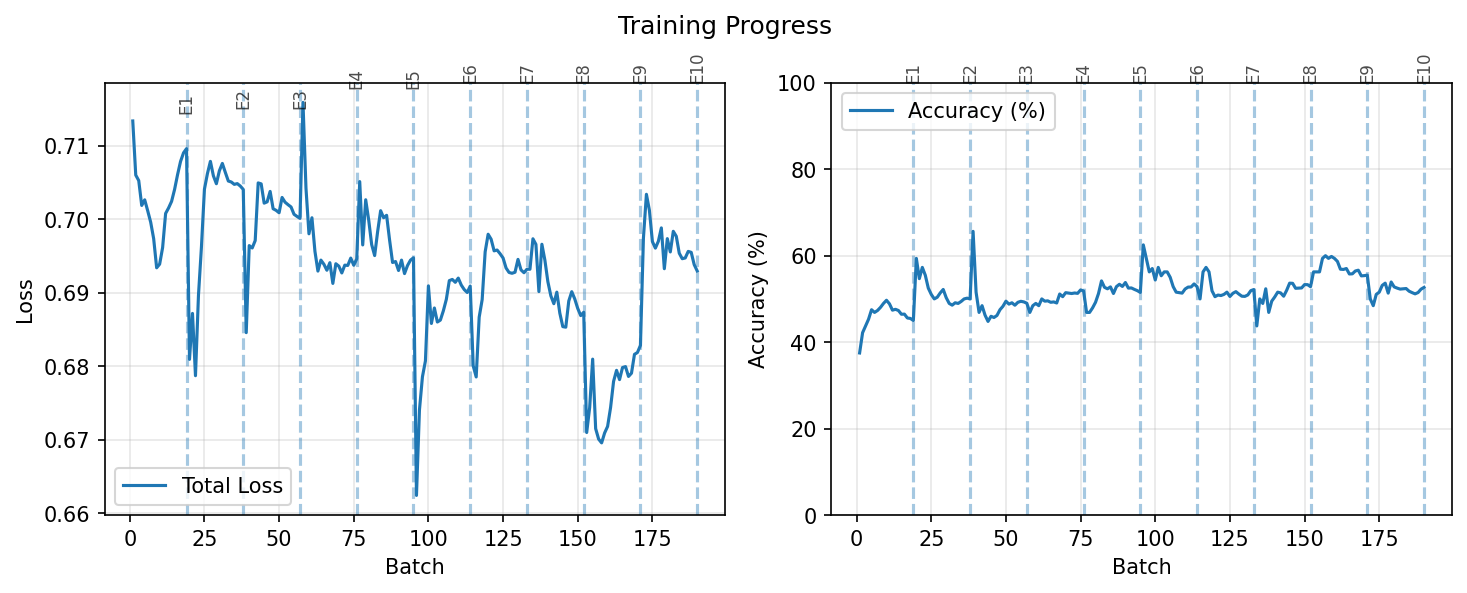 Training Progress
E1 E2 E3 E4 E5 E6 E7 E8 E9 E10
0.71
0.70
0.69
0.68
0.67
0.66
Loss
Total Loss
0 25 50 75 100 125 150 175
Batch
E1 E2 E3 E4 E5 E6 E7 E8 E9 E10
100
80
60
40
20
0
Accuracy (%)
Accuracy (%)
0 25 50 75 100 125 150 175
Batch